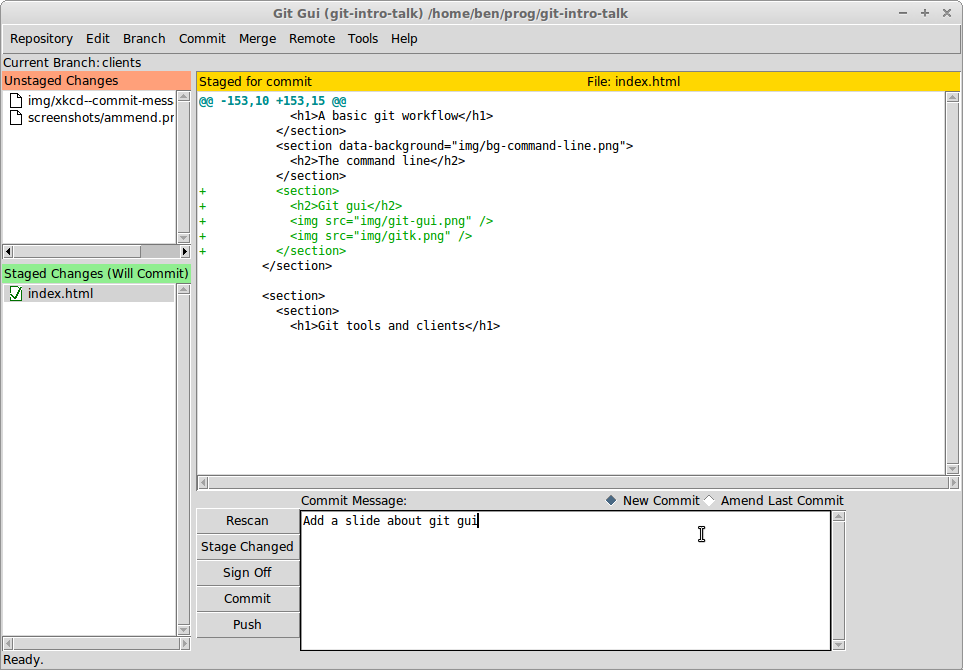 Git Gui (git-intro-talk) /home/ben/prog/git-intro-talk
Repository Edit Branch Commit Merge Remote Tools Help
Current Branch: clients
Unstaged Changes
img/xkcd--commit-mess
screenshots/ammend.pr
Staged Changes (Will Commit)
index.html
Staged for commit File: index.html
@@ -153,10 +153,15 @@
<h1>A basic git workflow</h1>
</section>
<section data-background="img/bg-command-line.png">
<h2>The command line</h2>
</section>
+ <section>
+ <h2>Git gui</h2>
+ <img src="img/git-gui.png" />
+ <img src="img/gitk.png" />
+ </section>
</section>
<section>
<section>
<h1>Git tools and clients</h1>
Commit Message: New Commit Amend Last Commit
Rescan
Stage Changed
Sign Off
Commit
Push
Add a slide about git gui
Ready.